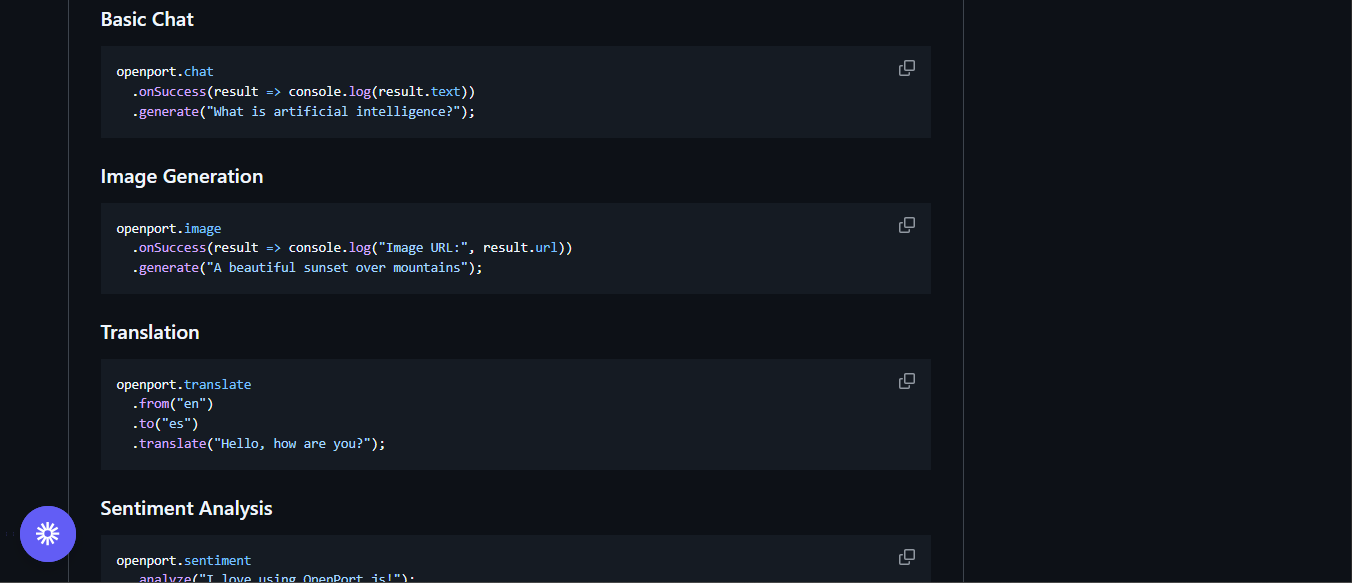 Basic Chat
openport.chat
.onSuccess(result => console.log(result.text))
.generate("What is artificial intelligence?");
Image Generation
openport.image
.onSuccess(result => console.log("Image URL:", result.url))
.generate("A beautiful sunset over mountains");
Translation
openport.translate
.from("en")
.to("es")
.translate("Hello, how are you?");
Sentiment Analysis
openport.sentiment
.analyze("I love using OpenPort.js!");